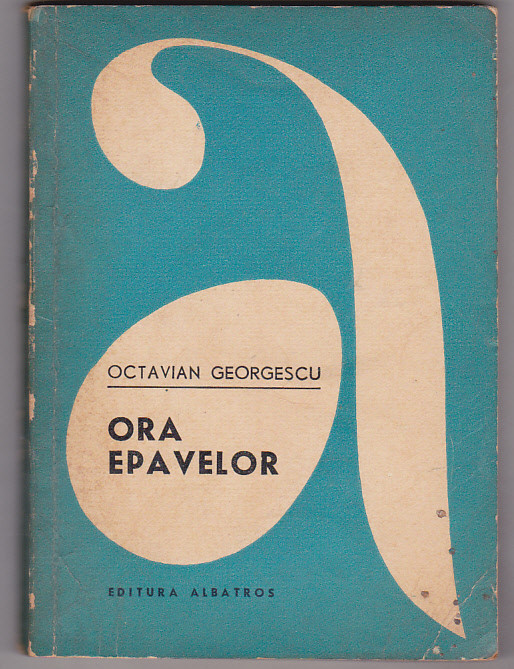 OCTAVIAN GEORGESCU
ORA
EPAVELOR
EDITURA ALBATROS